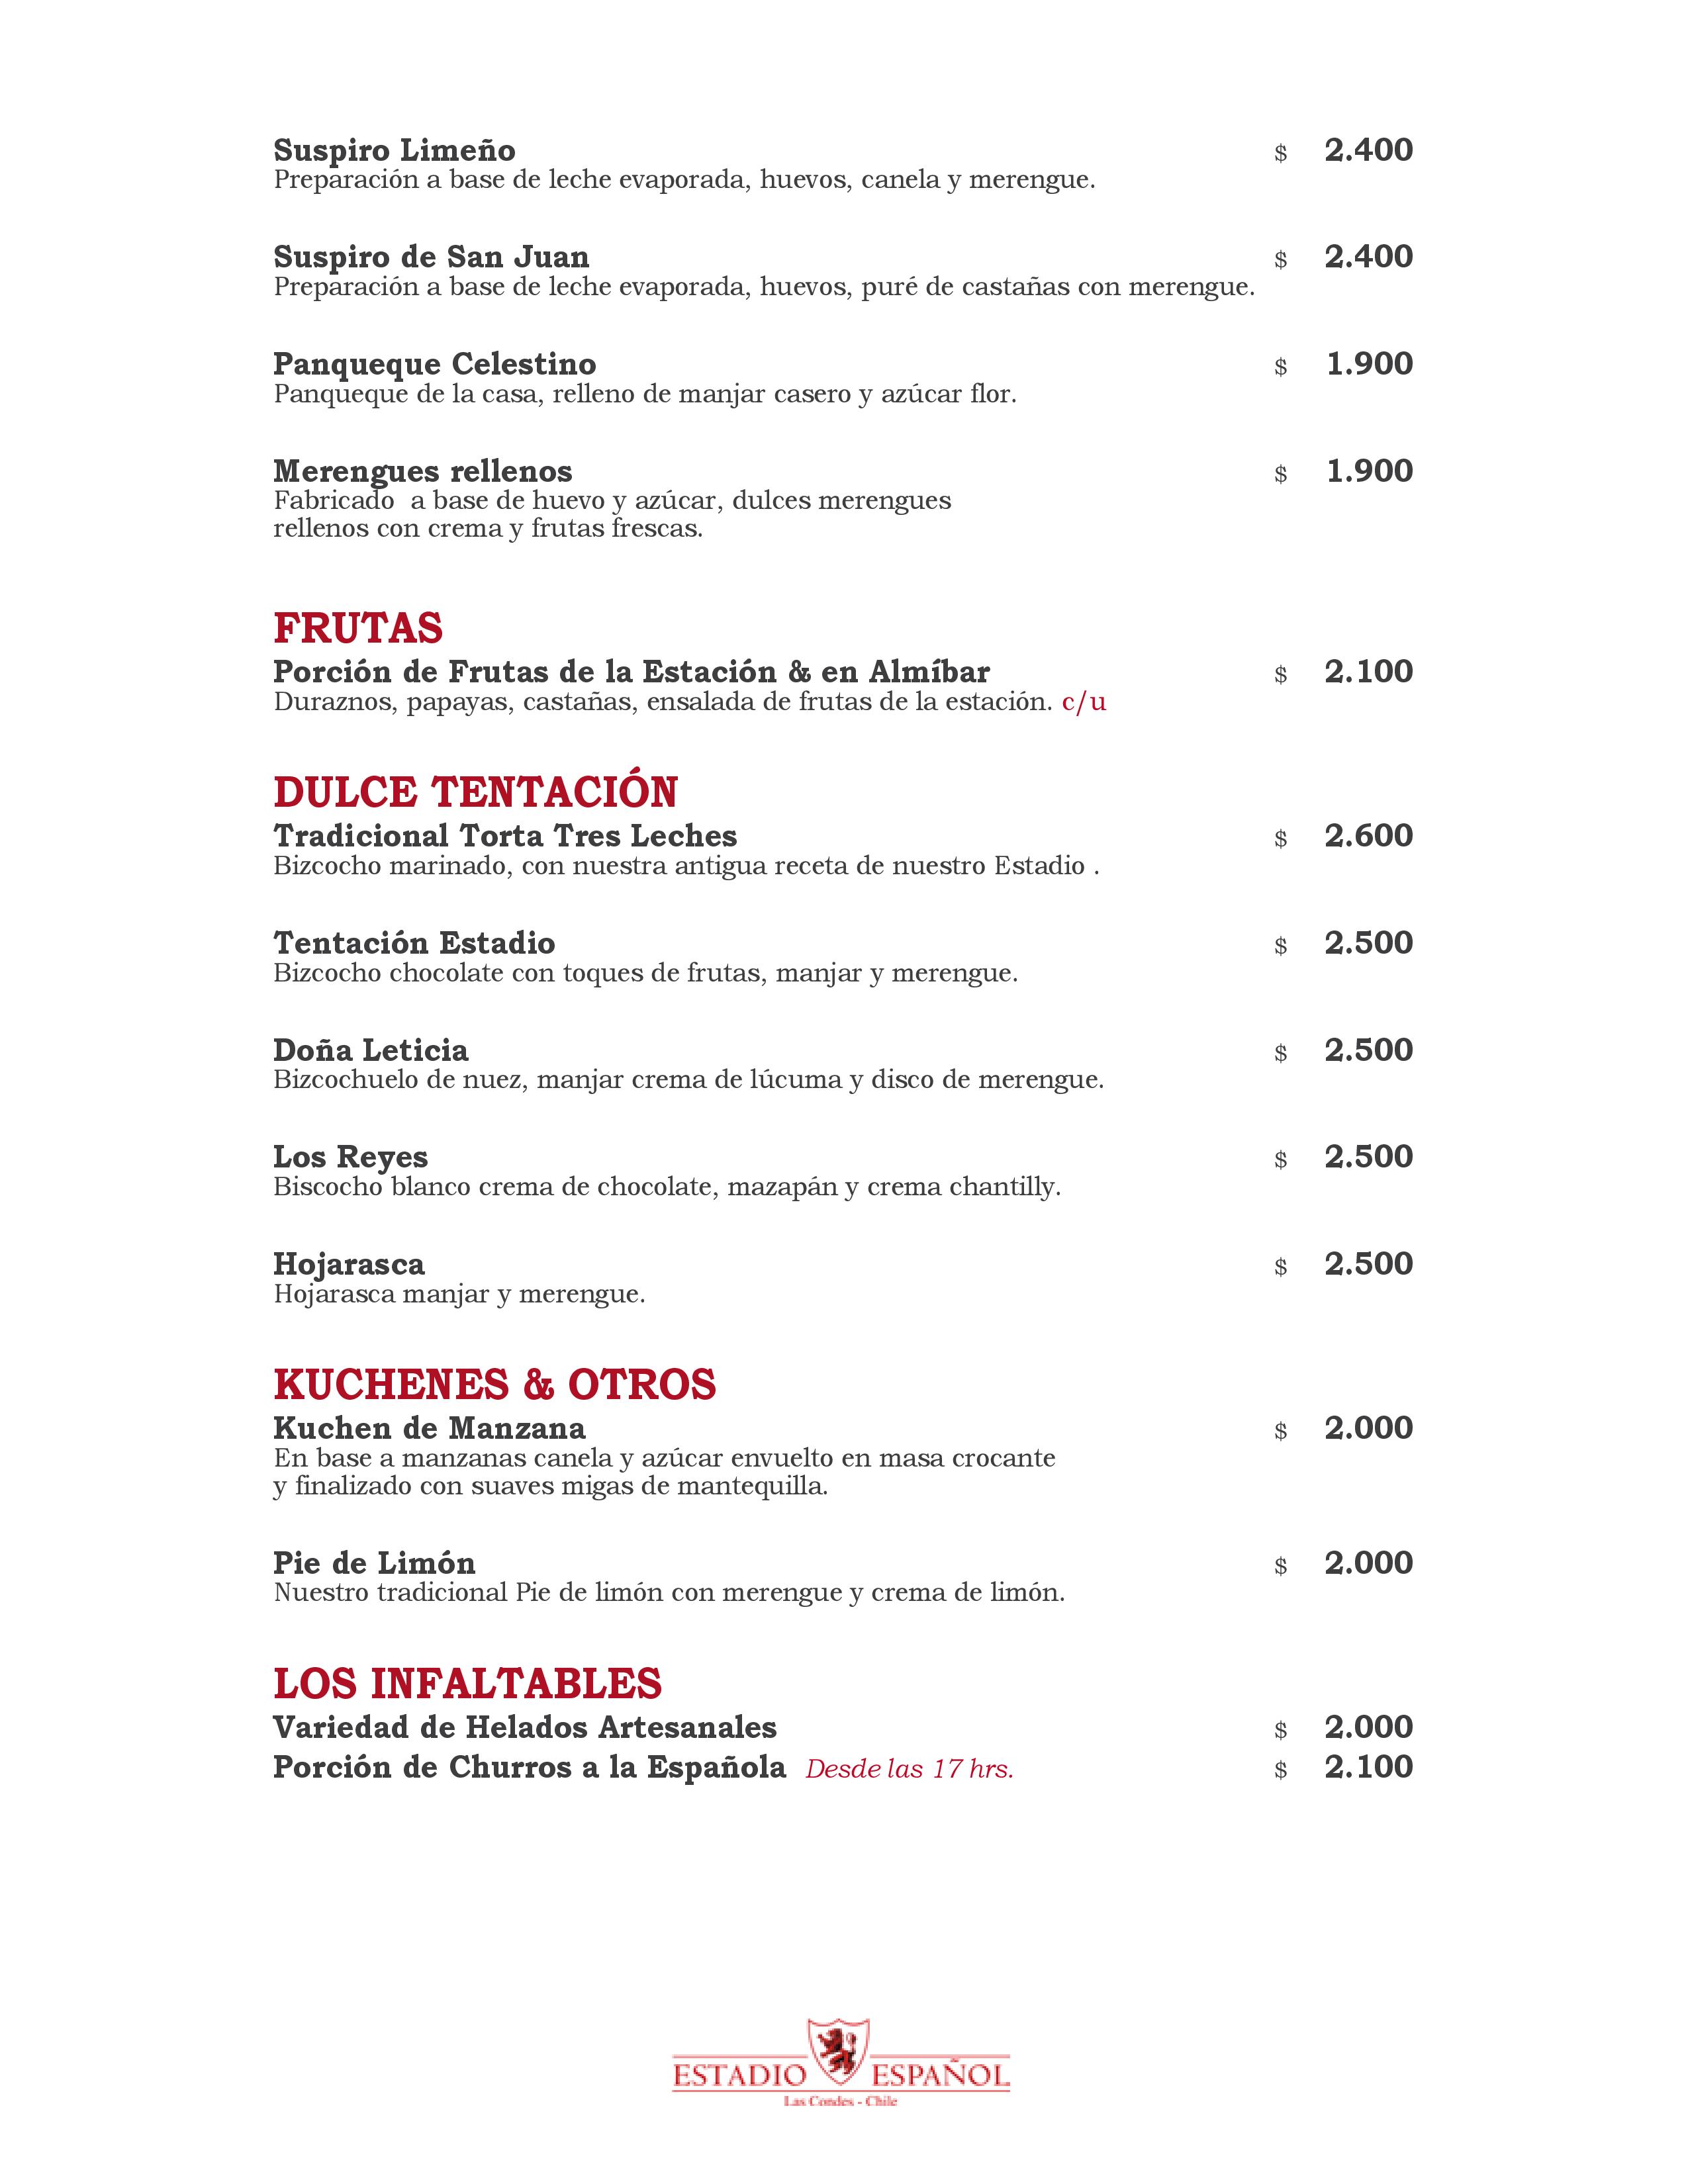 Suspiro Limeño $ 2.400
Preparación a base de leche evaporada, huevos, canela y merengue.
Suspiro de San Juan $ 2.400
Preparación a base de leche evaporada, huevos, puré de castañas con merengue.
Panqueque Celestino $ 1.900
Panqueque de la casa, relleno de manjar casero y azúcar flor.
Merengues rellenos $ 1.900
Fabricado a base de huevo y azúcar, dulces merengues
rellenos con crema y frutas frescas.
FRUTAS
Porción de Frutas de la Estación & en Almíbar $ 2.100
Duraznos, papayas, castañas, ensalada de frutas de la estación. c/u
DULCE TENTACIÓN
Tradicional Torta Tres Leches $ 2.600
Bizcocho marinado, con nuestra antigua receta de nuestro Estadio .
Tentación Estadio $ 2.500
Bizcocho chocolate con toques de frutas, manjar y merengue.
Doña Leticia $ 2.500
Bizcochuelo de nuez, manjar crema de lúcuma y disco de merengue.
Los Reyes $ 2.500
Biscocho blanco crema de chocolate, mazapán y crema chantilly.
Hojarasca $ 2.500
Hojarasca manjar y merengue.
KUCHENES & OTROS
Kuchen de Manzana $ 2.000
En base a manzanas canela y azúcar envuelto en masa crocante
y finalizado con suaves migas de mantequilla.
Pie de Limón $ 2.000
Nuestro tradicional Pie de limón con merengue y crema de limón.
LOS INFALTABLES
Variedad de Helados Artesanales $ 2.000
Porción de Churros a la Española Desde las 17 hrs. $ 2.100
ESTADIO ESPAÑOL
Las Condes - Chile